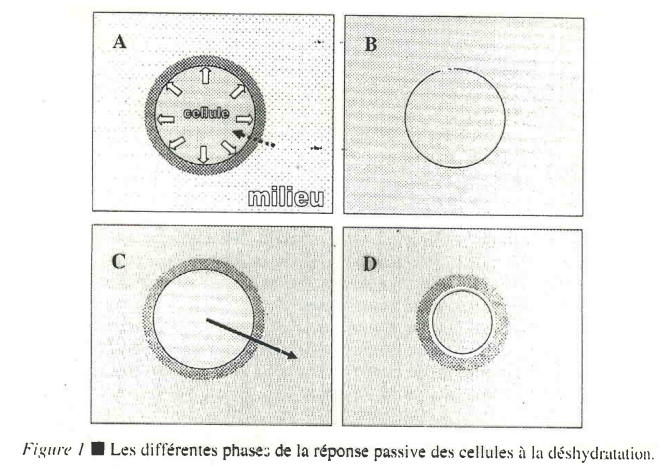 A
B
cellule
milieu
C
D
Figure 1 ■ Les différentes phases de la réponse passive des cellules à la déshydratation.